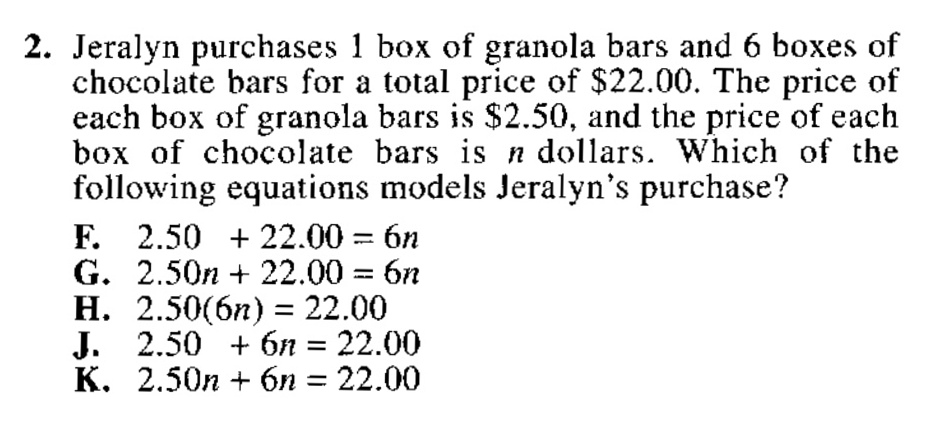 2. Jeralyn purchases 1 box of granola bars and 6 boxes of
chocolate bars for a total price of $22.00. The price of
each box of granola bars is $2.50, and the price of each
box of chocolate bars is n dollars. Which of the
following equations models Jeralyn's purchase?
F. 2.50 + 22.00 = 6n
G. 2.50n + 22.00 = 6n
H. 2.50(6n) = 22.00
J. 2.50 + 6n = 22.00
K. 2.50n + 6n = 22.00